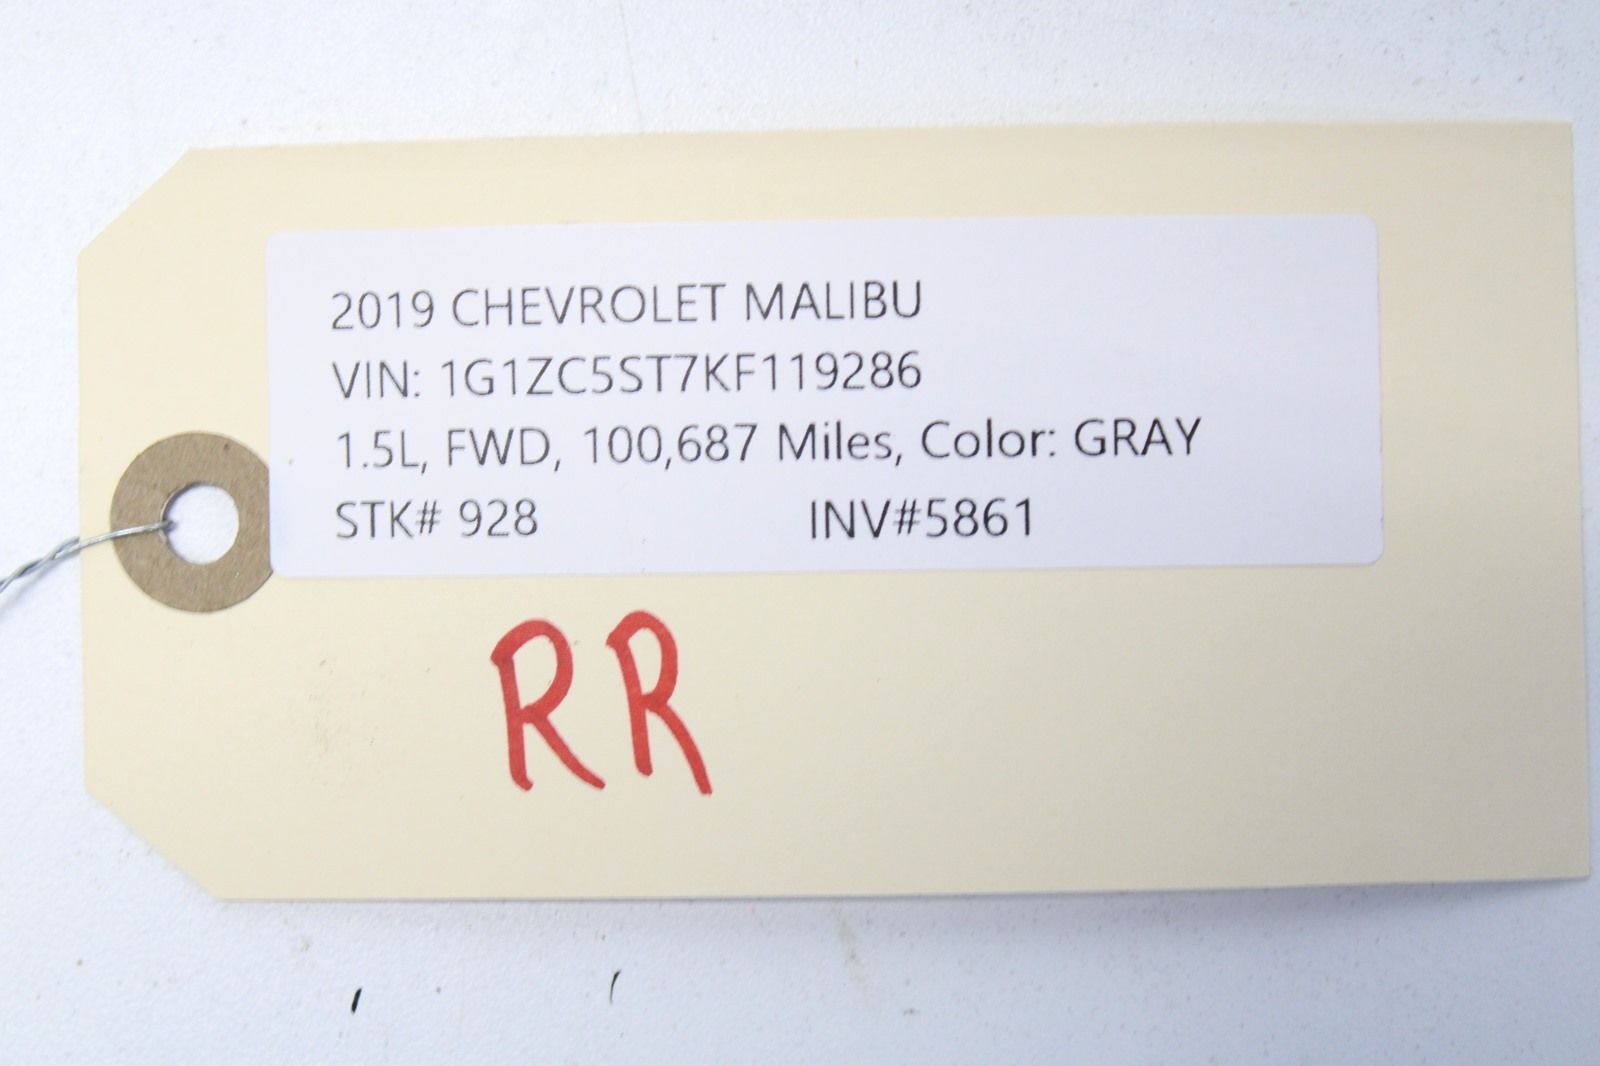 2019 CHEVROLET MALIBU
VIN: 1G1ZC5ST7KF119286
1.5L, FWD, 100,687 Miles, Color: GRAY
STK# 928 INV#5861
RR